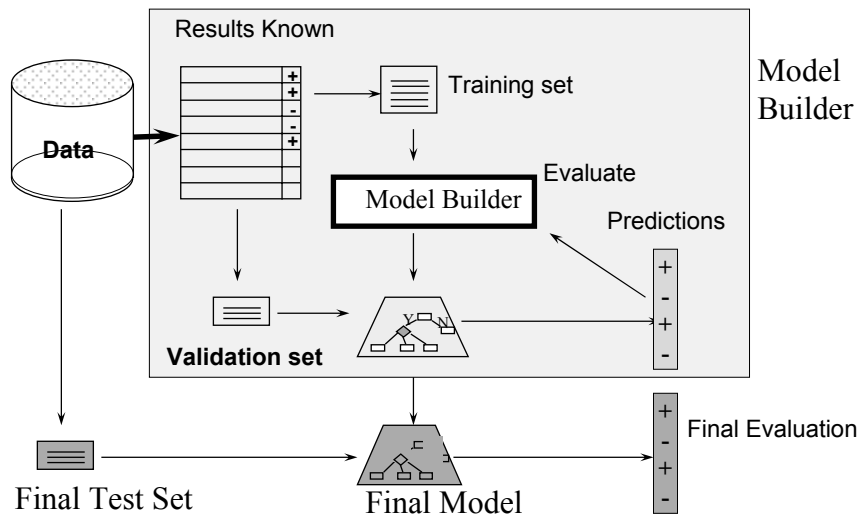 Results Known
Model
Builder
+
+
-
-
+
Training set
Data
Evaluate
Model Builder
Predictions
+
-
+
-
Y
N
Validation set
+
-
+
-
Final Evaluation
Final Test Set
Final Model